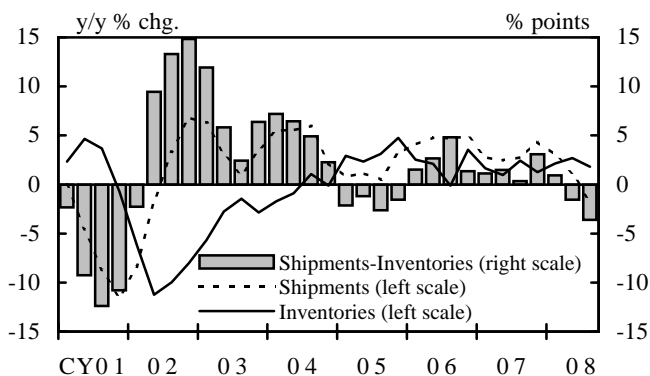 y/y % chg. % points
15 15
10 10
5 5
0 0
-5 -5
-10 -10
-15 -15
Shipments-Inventories (right scale)
Shipments (left scale)
Inventories (left scale)
CY01 02 03 04 05 06 07 08